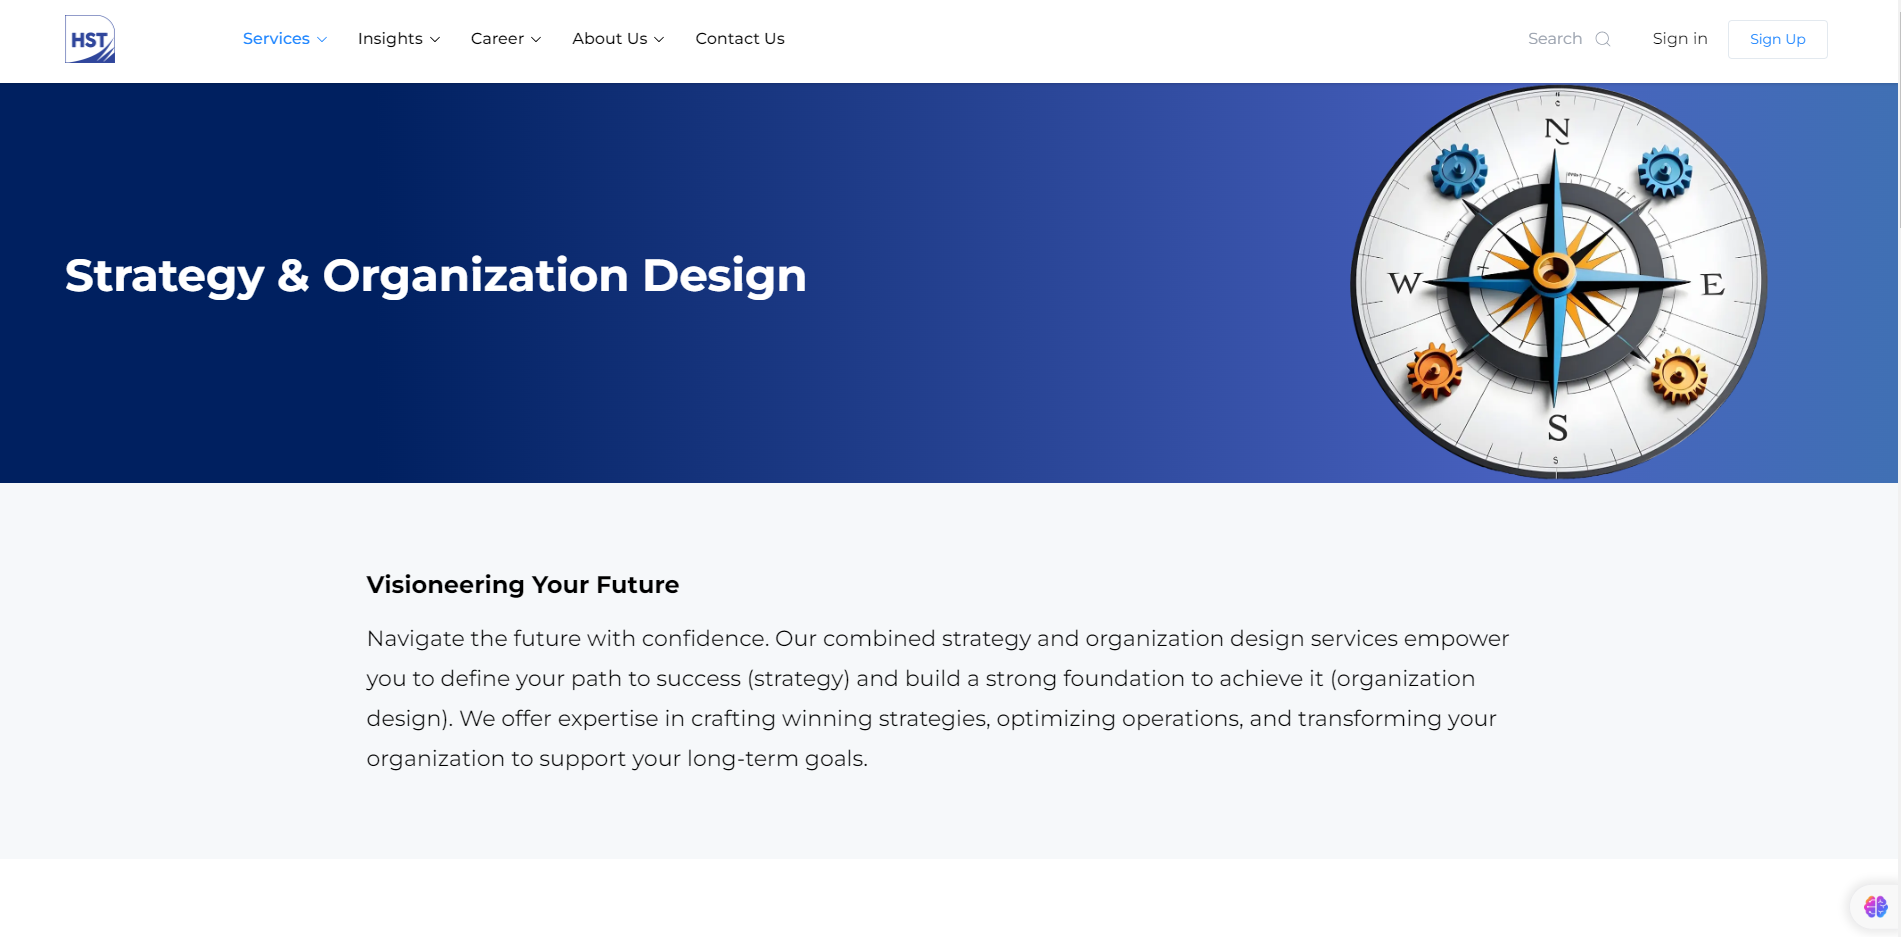 HST
Services
Insights
Career
About Us
Contact Us
Search
Sign in
Sign Up
Strategy & Organization Design
N
W
E
S
S
Visioneering Your Future
Navigate the future with confidence. Our combined strategy and organization design services empower
you to define your path to success (strategy) and build a strong foundation to achieve it (organization
design). We offer expertise in crafting winning strategies, optimizing operations, and transforming your
organization to support your long-term goals.